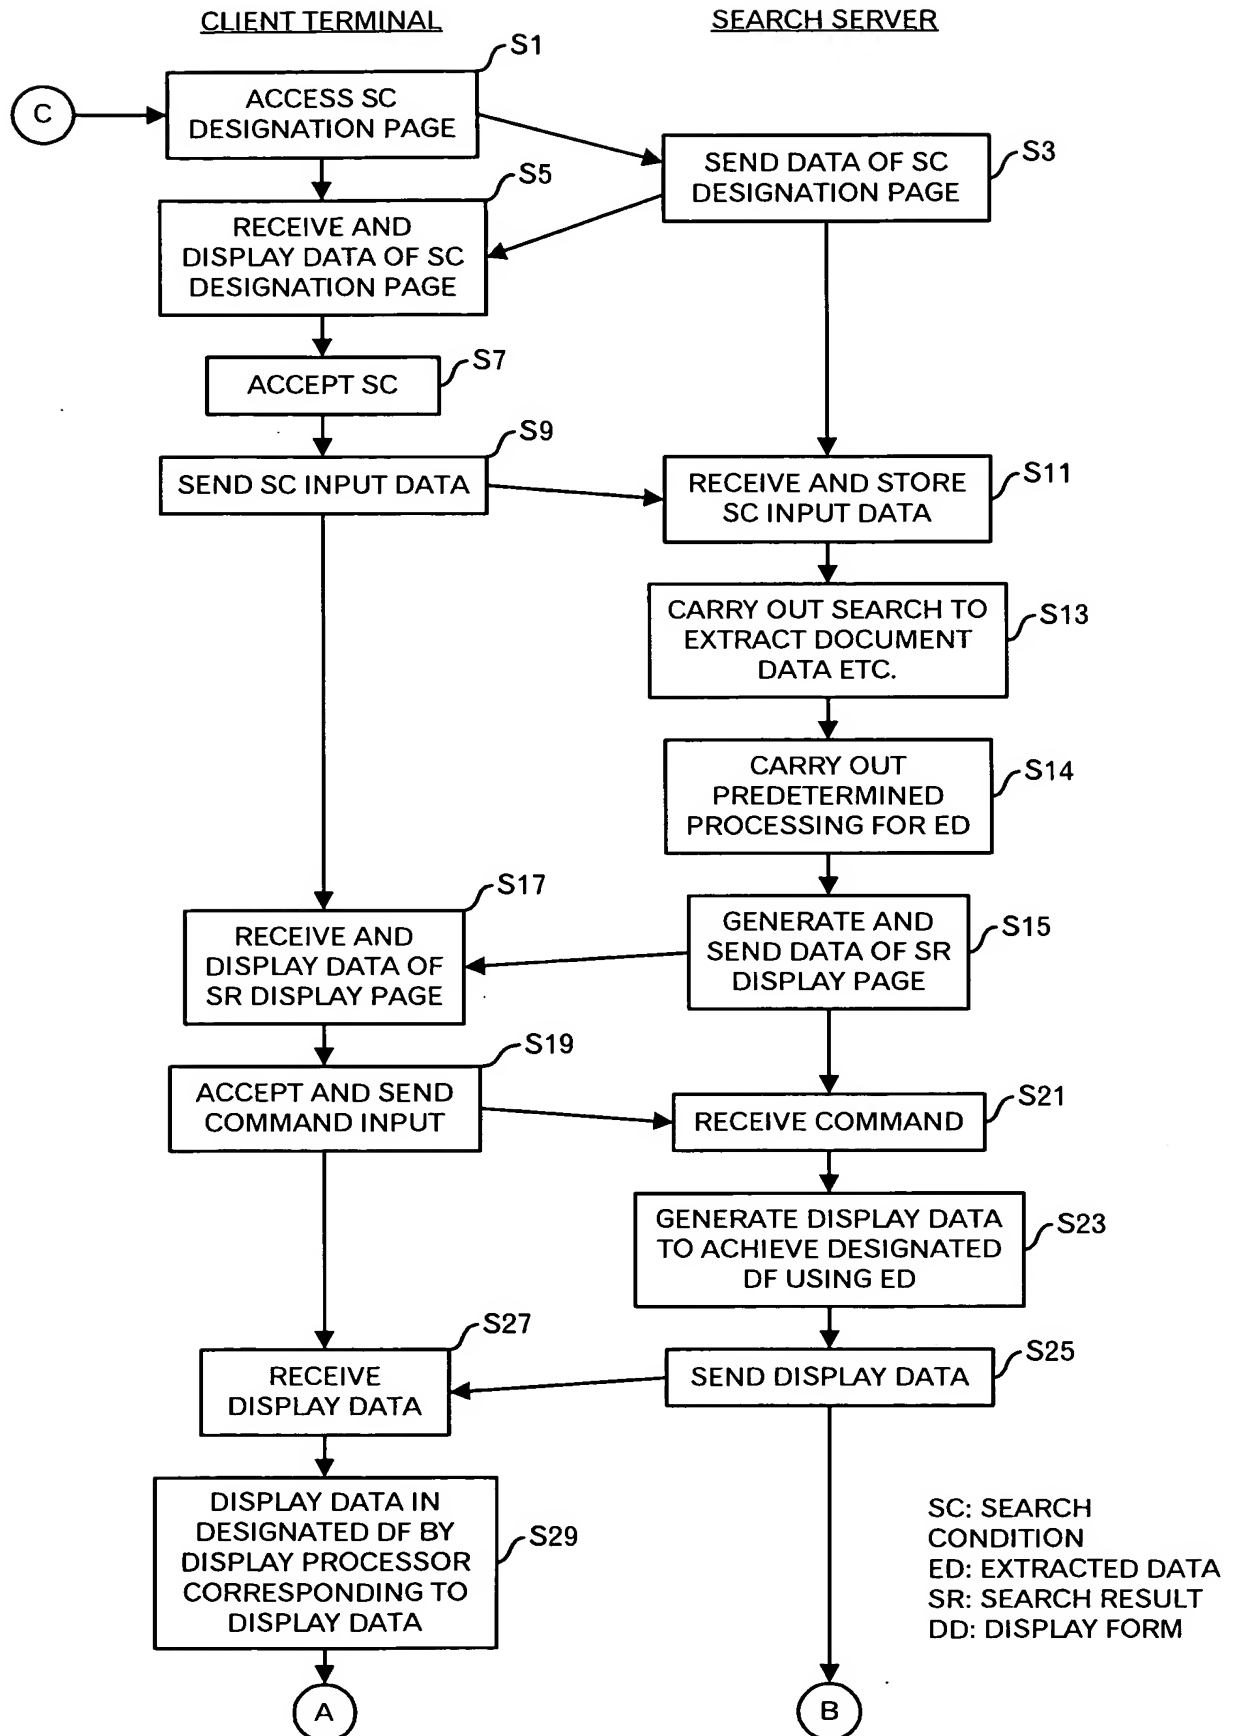 CLIENT TERMINAL
SEARCH SERVER
S1
C
ACCESS SC
DESIGNATION PAGE
S3
SEND DATA OF SC
DESIGNATION PAGE
S5
RECEIVE AND
DISPLAY DATA OF SC
DESIGNATION PAGE
S7
ACCEPT SC
S9
SEND SC INPUT DATA
S11
RECEIVE AND STORE
SC INPUT DATA
S13
CARRY OUT SEARCH TO
EXTRACT DOCUMENT
DATA ETC.
S14
CARRY OUT
PREDETERMINED
PROCESSING FOR ED
S15
GENERATE AND
SEND DATA OF SR
DISPLAY PAGE
S17
RECEIVE AND
DISPLAY DATA OF
SR DISPLAY PAGE
S19
ACCEPT AND SEND
COMMAND INPUT
S21
RECEIVE COMMAND
S23
GENERATE DISPLAY DATA
TO ACHIEVE DESIGNATED
DF USING ED
S25
SEND DISPLAY DATA
S27
RECEIVE
DISPLAY DATA
S29
DISPLAY DATA IN
DESIGNATED DF BY
DISPLAY PROCESSOR
CORRESPONDING TO
DISPLAY DATA
SC: SEARCH
CONDITION
ED: EXTRACTED DATA
SR: SEARCH RESULT
DD: DISPLAY FORM
A
B